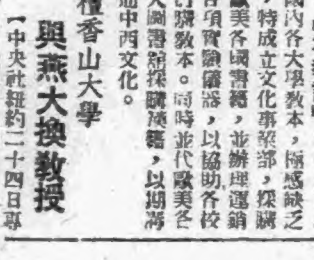 國內各大學教本，極感缺乏
，特成立文化事業部，採購
歐美各國書籍，並辦理運銷
各項實驗儀器，以協助各校
訂購教本。同時並代歐美各
大圖書館採購漢籍，以期溝
通中西文化。
檀香山大學
與燕大換教授
【中央社紐約二十四日專